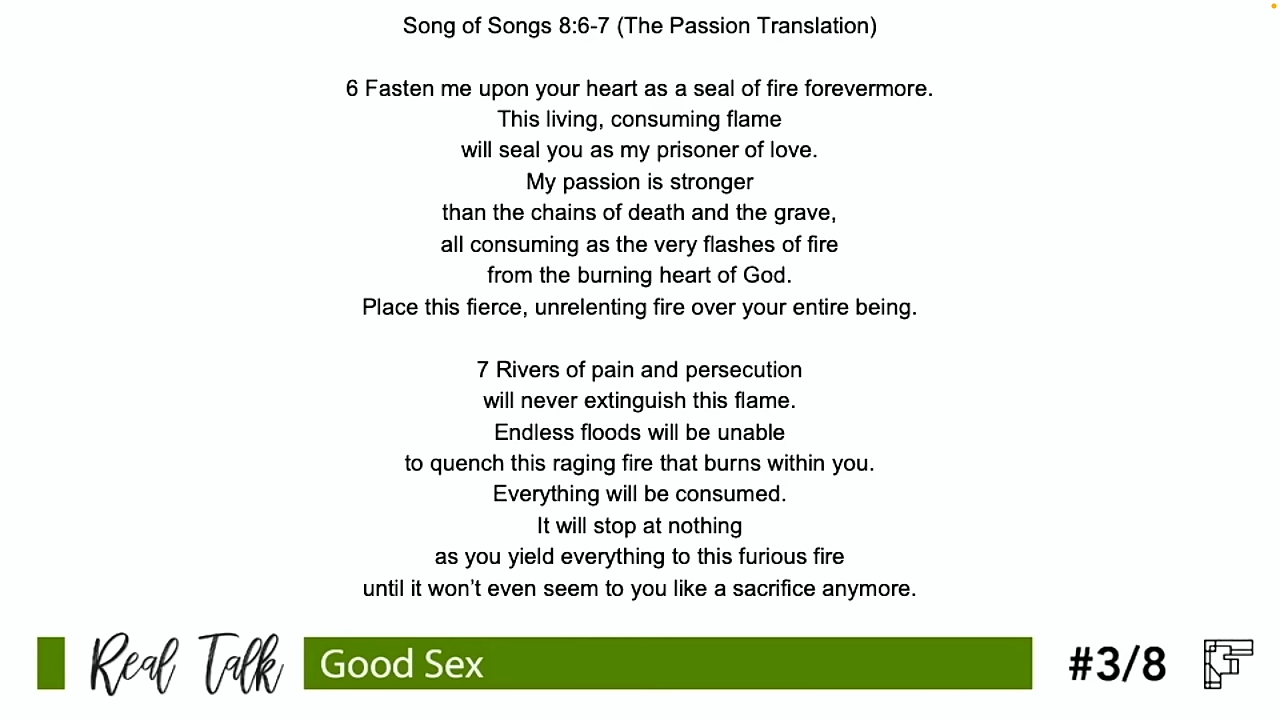 Song of Songs 8:6-7 (The Passion Translation)
6 Fasten me upon your heart as a seal of fire forevermore.
This living, consuming flame
will seal you as my prisoner of love.
My passion is stronger
than the chains of death and the grave,
all consuming as the very flashes of fire
from the burning heart of God.
Place this fierce, unrelenting fire over your entire being.
7 Rivers of pain and persecution
will never extinguish this flame.
Endless floods will be unable
to quench this raging fire that burns within you.
Everything will be consumed.
It will stop at nothing
as you yield everything to this furious fire
until it won’t even seem to you like a sacrifice anymore.
Real Talk Good Sex #3/8